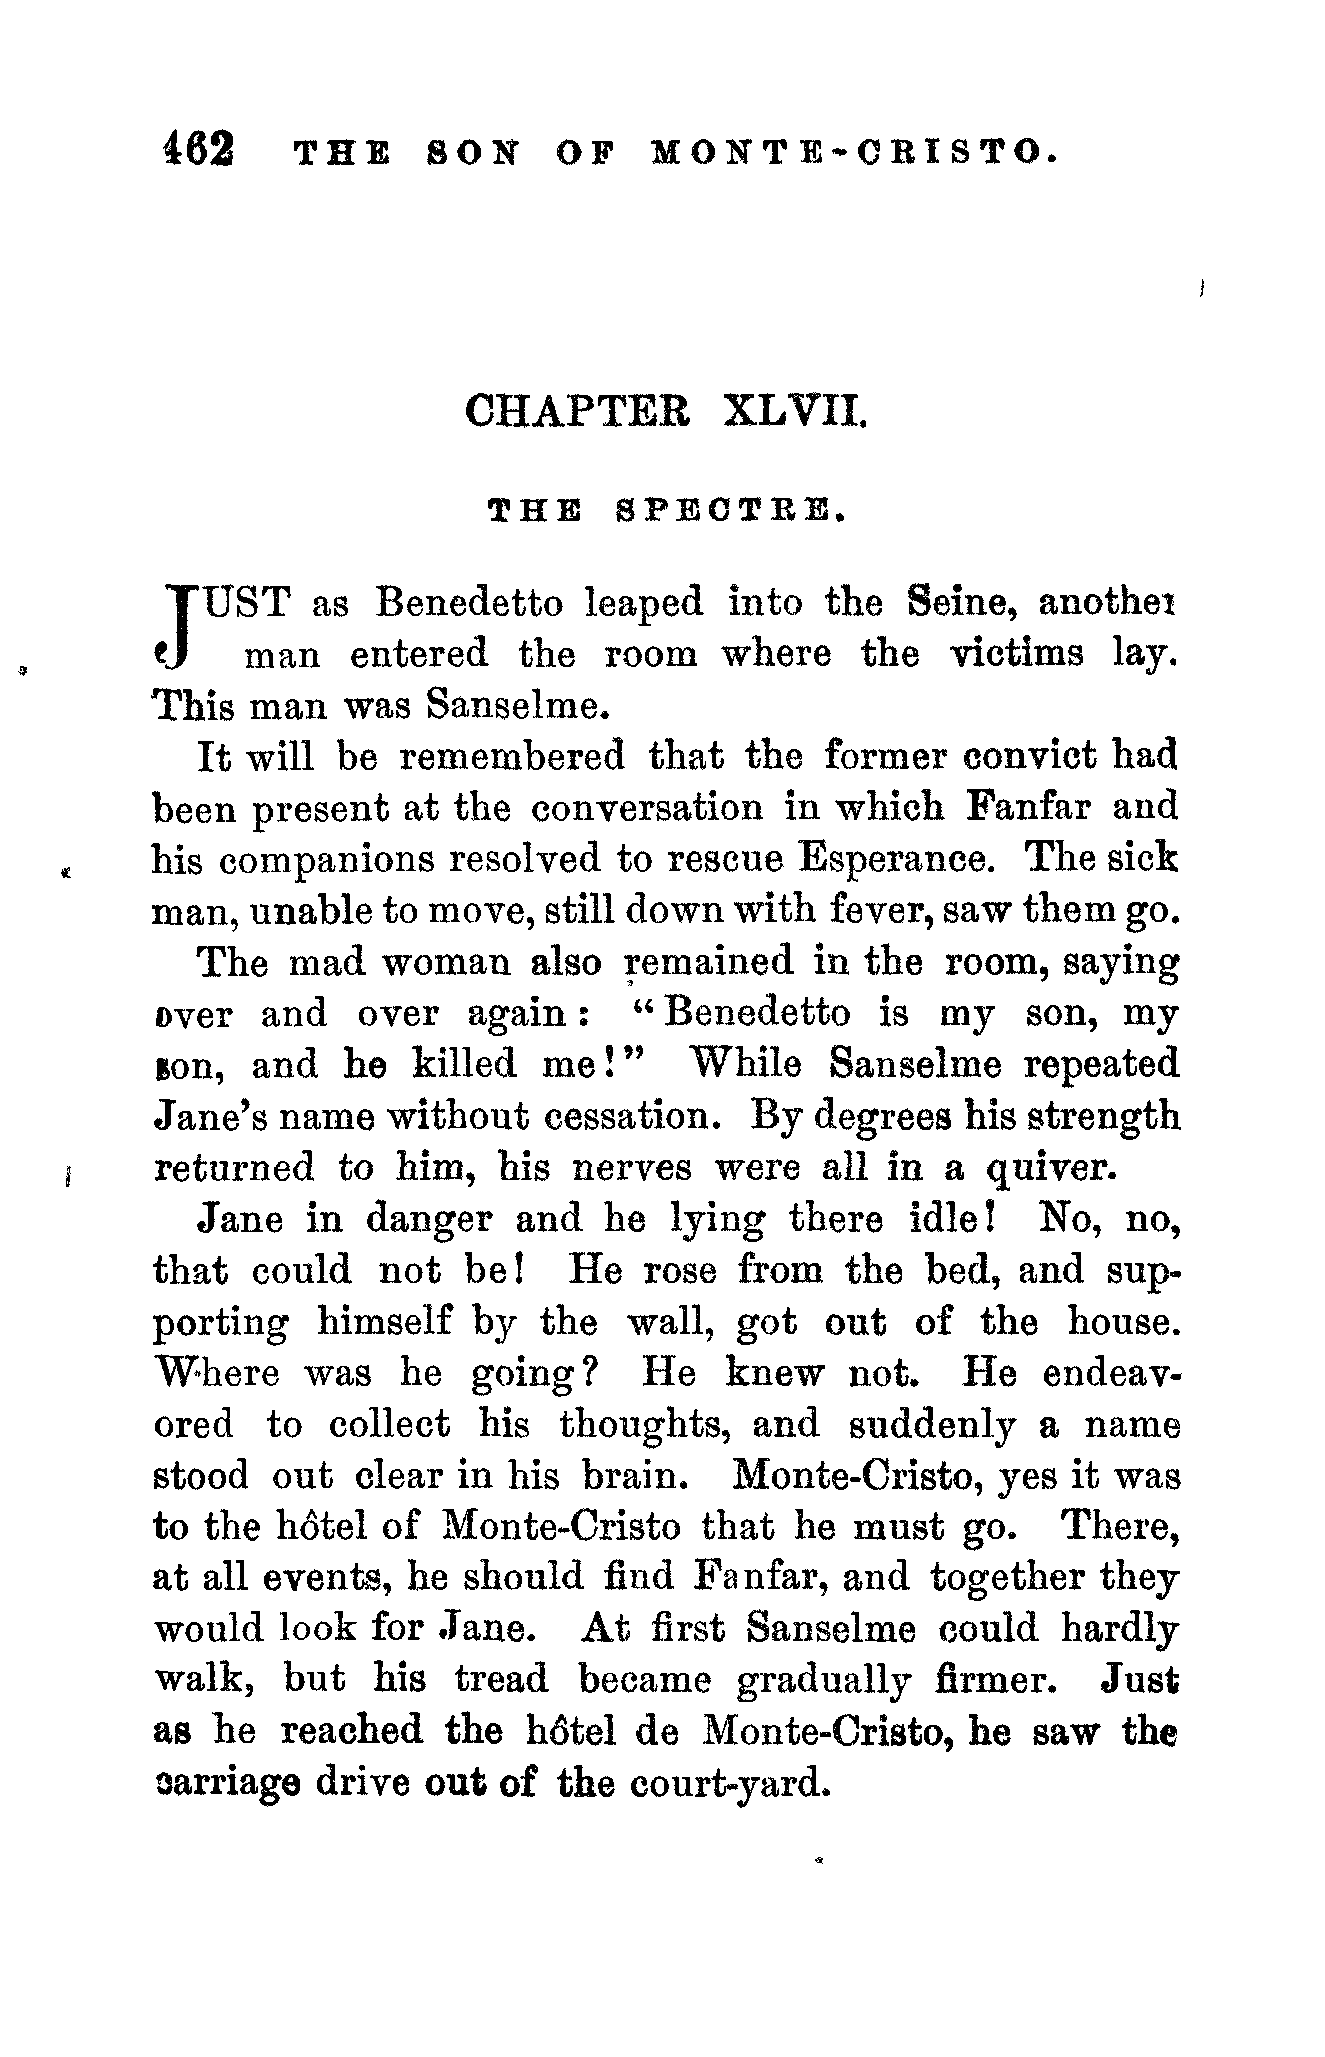 462 THE SON OF MONTE-CRISTO.
CHAPTER XLVII.
THE SPECTRE.
JUST as Benedetto leaped into the Seine, another
man entered the room where the victims lay.
This man was Sanselme.
It will be remembered that the former convict had
been present at the conversation in which Fanfar and
his companions resolved to rescue Esperance. The sick
man, unable to move, still down with fever, saw them go.
The mad woman also remained in the room, saying
over and over again: "Benedetto is my son, my
son, and he killed me!" While Sanselme repeated
Jane's name without cessation. By degrees his strength
returned to him, his nerves were all in a quiver.
Jane in danger and he lying there idle! No, no,
that could not be! He rose from the bed, and sup-
porting himself by the wall, got out of the house.
Where was he going? He knew not. He endeav-
ored to collect his thoughts, and suddenly a name
stood out clear in his brain. Monte-Cristo, yes it was
to the hôtel of Monte-Cristo that he must go. There,
at all events, he should find Fanfar, and together they
would look for Jane. At first Sanselme could hardly
walk, but his tread became gradually firmer. Just
as he reached the hôtel de Monte-Cristo, he saw the
carriage drive out of the court-yard.